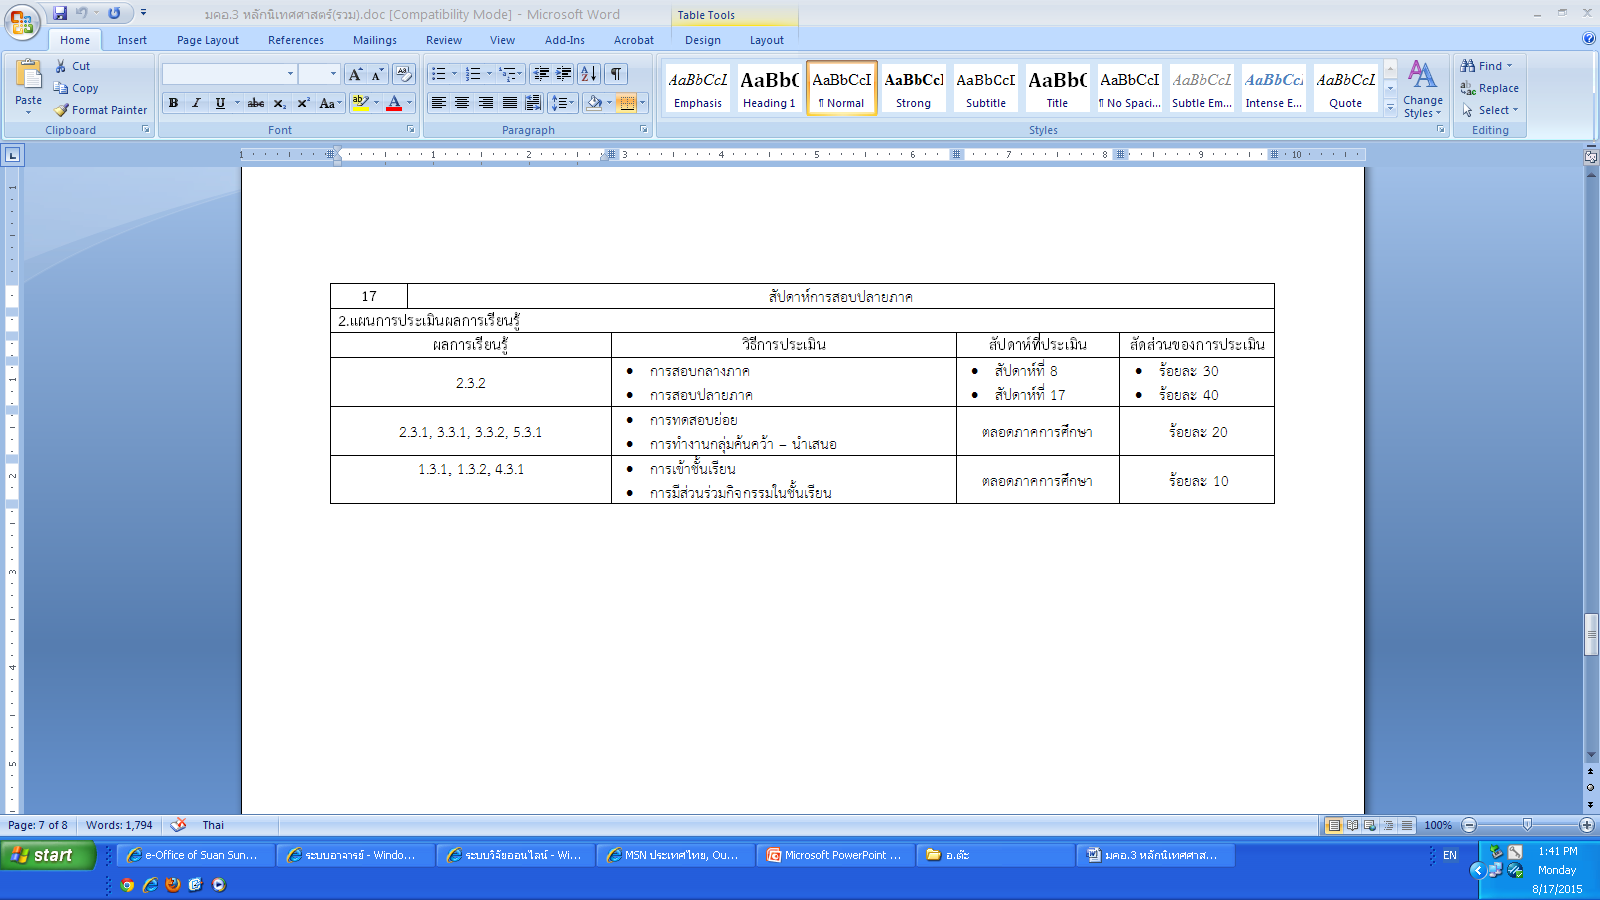 มคอ.3 หลักนิเทศศาสตร์(รวม).doc [Compatibility Mode] - Microsoft Word
Table Tools
Home Insert Page Layout References Mailings Review View Add-Ins Acrobat Design Layout
Paste
Cut
Copy
Format Painter
Clipboard
Font
Paragraph
AaBbCcI Emphasis
AaBbC Heading 1
AaBbCcI ¶ Normal
AaBbCcI Strong
AaBbCcI Subtitle
AaBbC Title
AaBbCcI ¶ No Spaci...
AaBbCcI Subtle Em...
AaBbCcI Intense E...
AaBbCcI Quote
Change Styles
Styles
Find
Replace
Select
Editing
1 1 2 3 4 5 6 7 8 9 10
17 สัปดาห์การสอบปลายภาค
2.แผนการประเมินผลการเรียนรู้
ผลการเรียนรู้ วิธีการประเมิน สัปดาห์ที่ประเมิน สัดส่วนของการประเมิน
2.3.2
• การสอบกลางภาค • สัปดาห์ที่ 8 • ร้อยละ 30
• การสอบปลายภาค • สัปดาห์ที่ 17 • ร้อยละ 40
2.3.1, 3.3.1, 3.3.2, 5.3.1
• การทดสอบย่อย
• การทำงานกลุ่มค้นคว้า – นำเสนอ
ตลอดภาคการศึกษา ร้อยละ 20
1.3.1, 1.3.2, 4.3.1
• การเข้าชั้นเรียน
• การมีส่วนร่วมกิจกรรมในชั้นเรียน
ตลอดภาคการศึกษา ร้อยละ 10
Page: 7 of 8 Words: 1,794 Thai 100%
start e-Office of Suan Sun... ระบบอาจารย์ - Windo... ระบบวิจัยออนไลน์ - Wi... MSN ประเทศไทย, Ou... Microsoft PowerPoint ... อ.ต๊ะ มคอ.3 หลักนิเทศศาส... EN
1:41 PM
Monday
8/17/2015